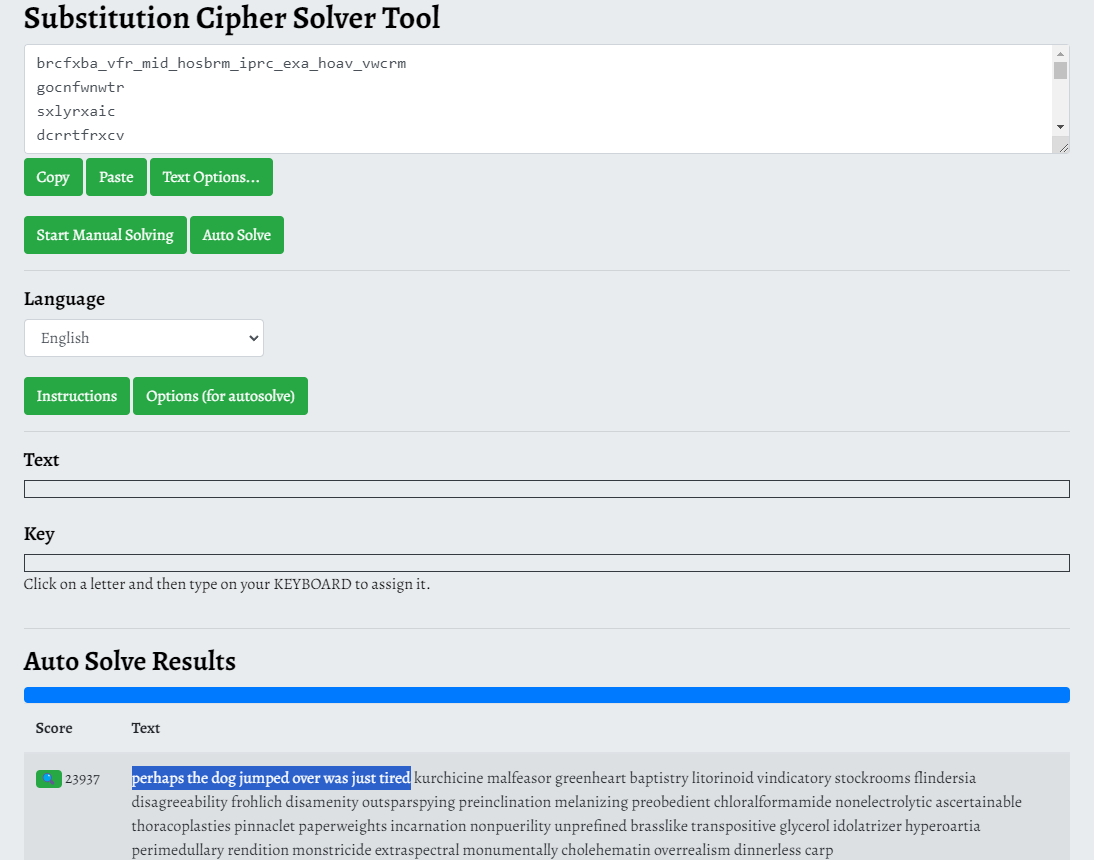 Substitution Cipher Solver Tool
brcfxba_vfr_mid_hosbrm_iprc_exa_hoav_vwcrm
gocnfwnwtr
sxlyrxaic
dcrrtfrxcv
Copy Paste Text Options...
Start Manual Solving Auto Solve
Language
English
Instructions Options (for autosolve)
Text
Key
Click on a letter and then type on your KEYBOARD to assign it.
Auto Solve Results
Score Text
23937 perhaps the dog jumped over was just tired kurchicine malfeasor greenheart baptistry litorinoid vindicatory stockrooms flindersia
disagreeability frohlich disamenity outsparspying preinclination melanizing preobedient chloralformamide nonelectrolytic ascertainable
thoracoplasties pinnaclet paperweights incarnation nonpuerility unprefined brasslike transpositive glycerol idolatrizer hyperoartia
perimedullary rendition monstricide extraspectral monumentally cholehematin overrealism dinnerless carp